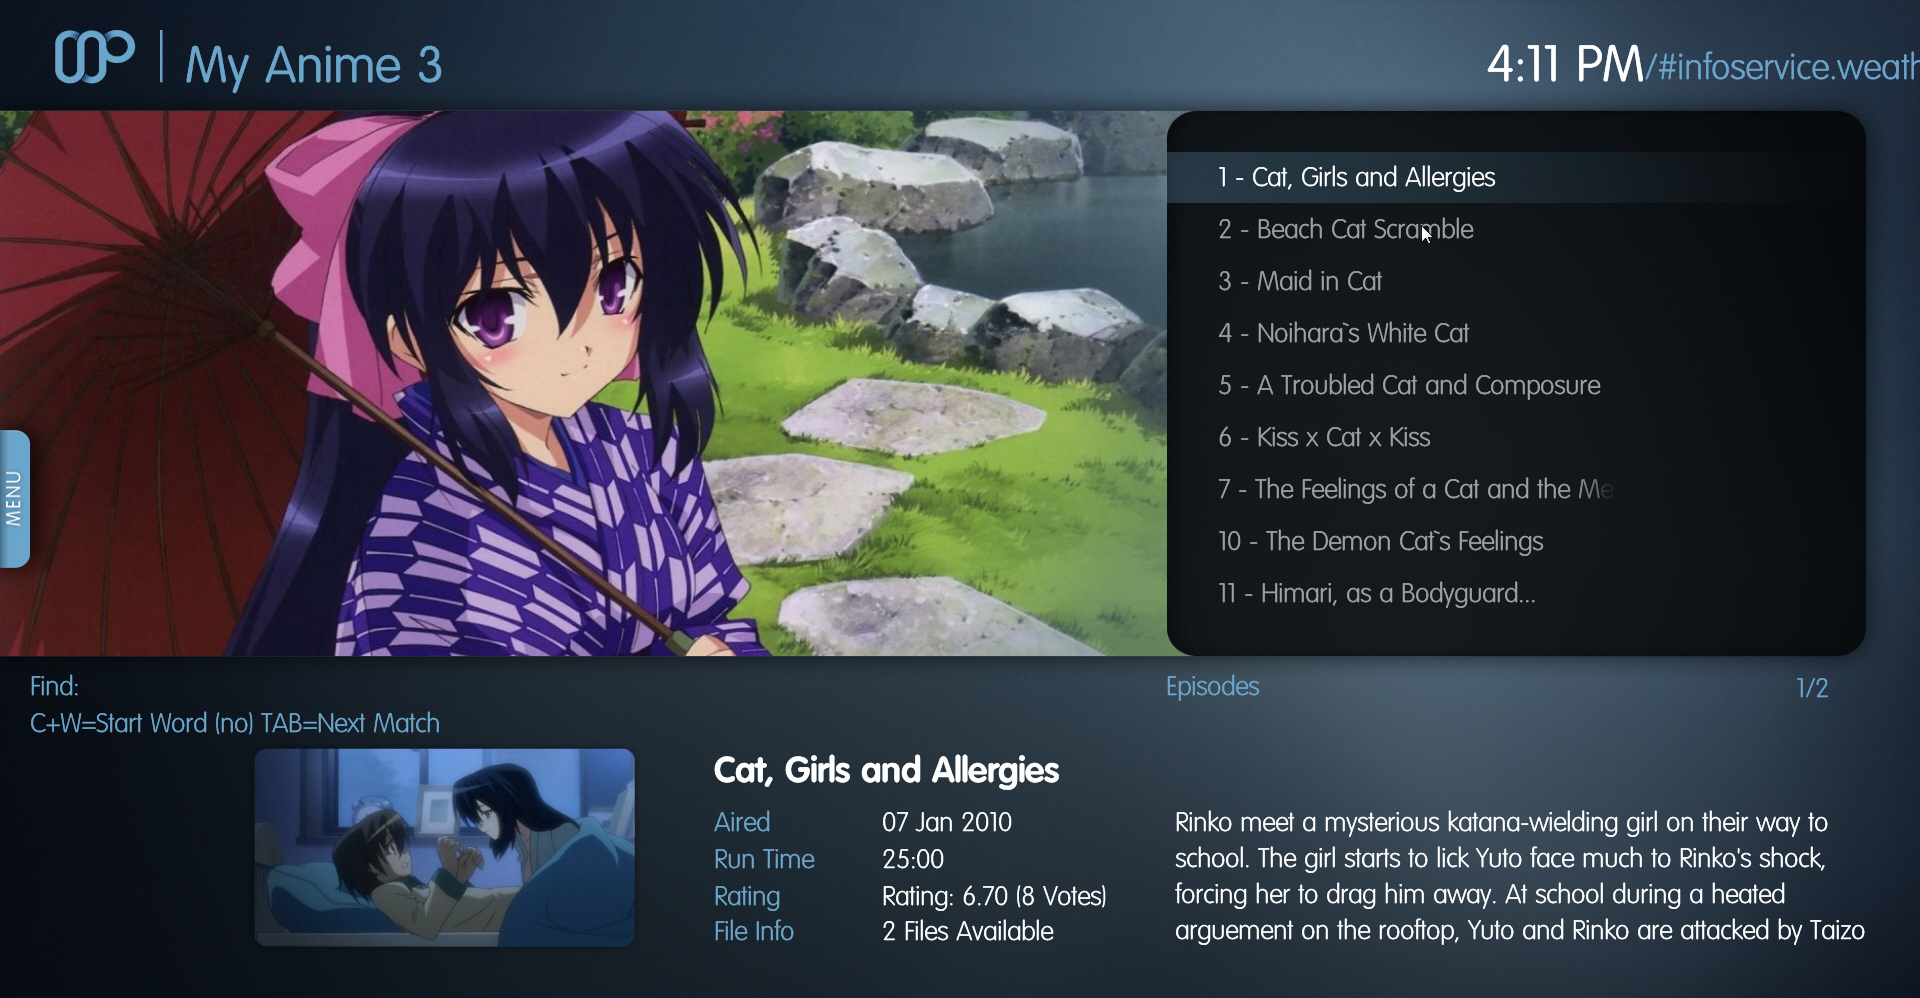 My Anime 3
4:11 PM/#infoservice.weath
1 - Cat, Girls and Allergies
2 - Beach Cat Scramble
3 - Maid in Cat
4 - Noihara`s White Cat
5 - A Troubled Cat and Composure
6 - Kiss x Cat x Kiss
7 - The Feelings of a Cat and the Me
10 - The Demon Cat`s Feelings
11 - Himari, as a Bodyguard...
MENU
Find:
C+W=Start Word (no) TAB=Next Match
Episodes
1/2
Cat, Girls and Allergies
Aired 07 Jan 2010
Run Time 25:00
Rating Rating: 6.70 (8 Votes)
File Info 2 Files Available
Rinko meet a mysterious katana-wielding girl on their way to
school. The girl starts to lick Yuto face much to Rinko's shock,
forcing her to drag him away. At school during a heated
arguement on the rooftop, Yuto and Rinko are attacked by Taizo